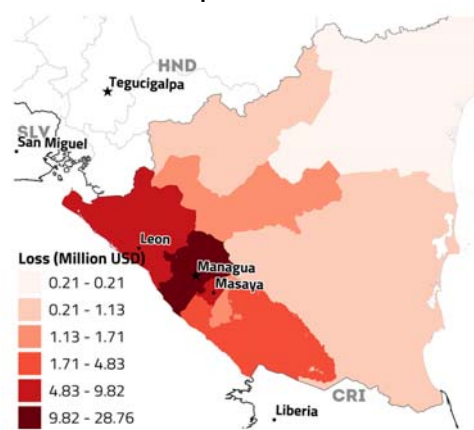 HND
Tegucigalpa
SLV
San Miguel
Leon
Loss (Million USD)
Managua
Masaya
0.21 - 0.21
0.21 - 1.13
1.13 - 1.71
1.71 - 4.83
4.83 - 9.82
9.82 - 28.76
CRI
Liberia